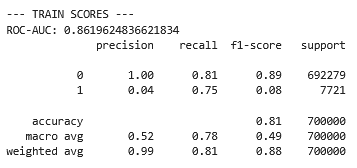 --- TRAIN SCORES ---
ROC-AUC: 0.8619624836621834
precision recall f1-score support
0 1.00 0.81 0.89 692279
1 0.04 0.75 0.08 7721
accuracy 0.81 700000
macro avg 0.52 0.78 0.49 700000
weighted avg 0.99 0.81 0.88 700000